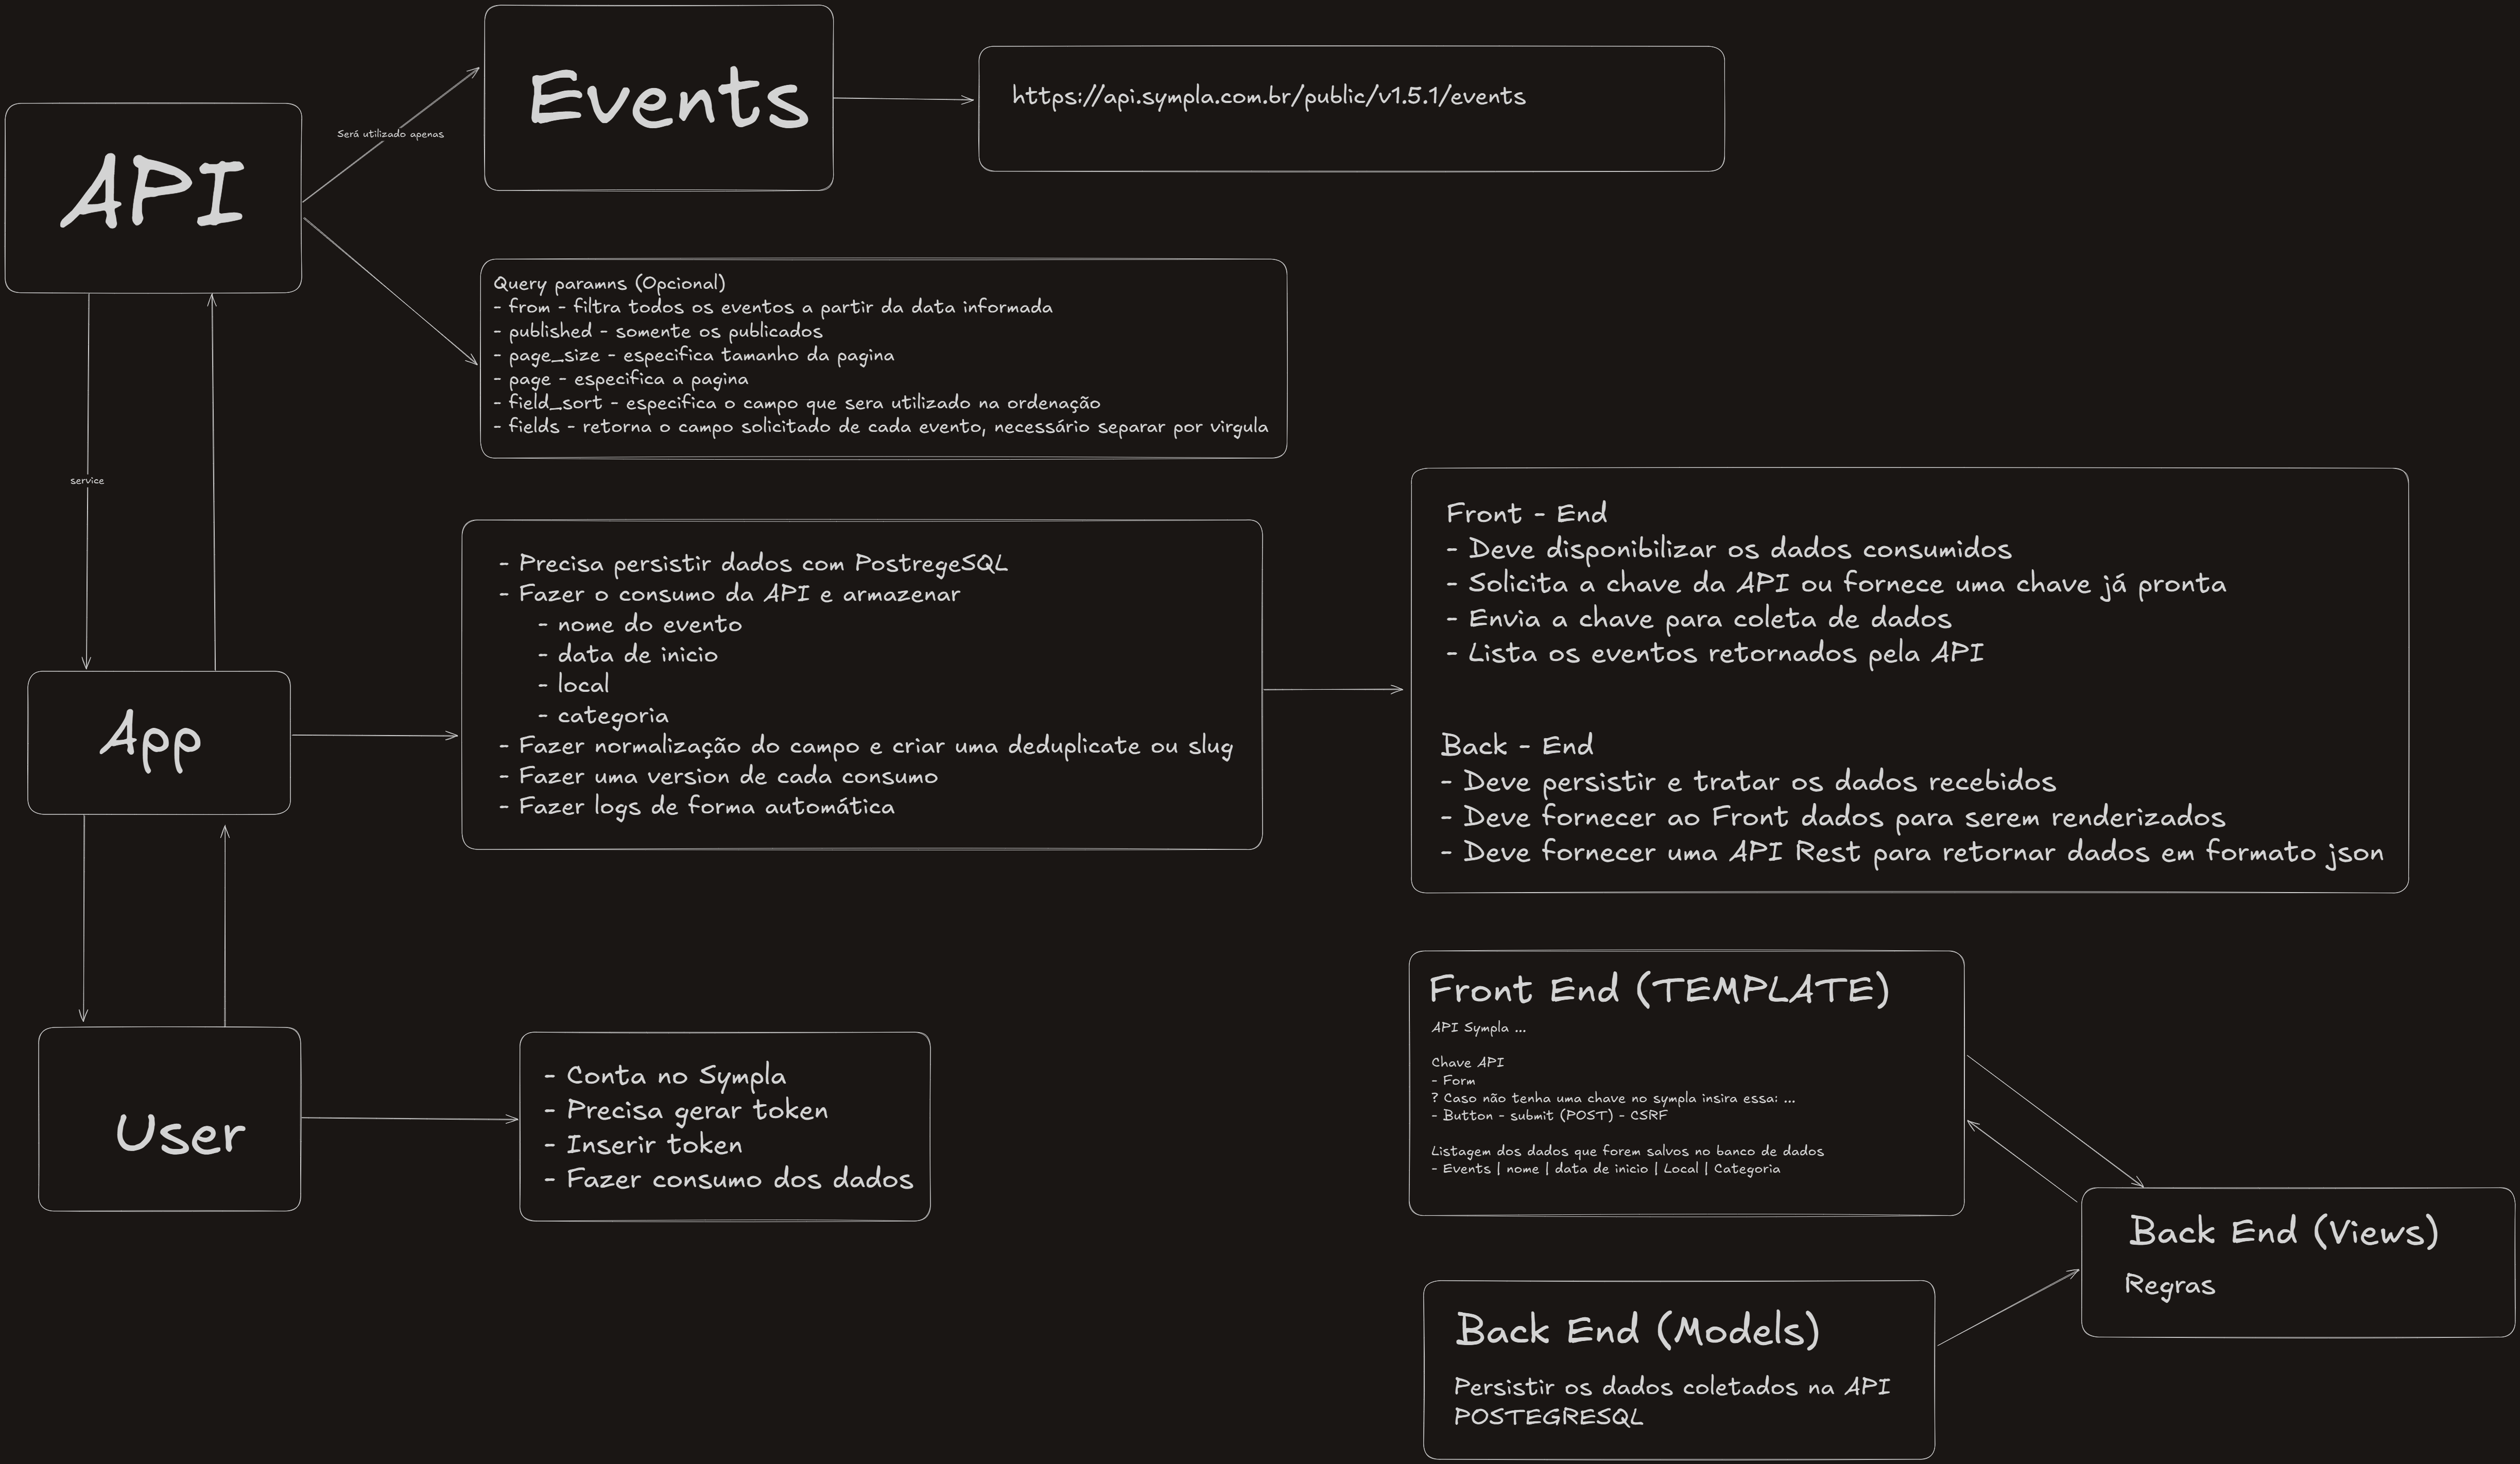 API
Será utilizado apenas
Events
https://api.sympla.com.br/public/v1.5.1/events
Query paramns (Opcional)
- from - filtra todos os eventos a partir da data informada
- published - somente os publicados
- page_size - especifica tamanho da pagina
- page - especifica a pagina
- field_sort - especifica o campo que sera utilizado na ordenação
- fields - retorna o campo solicitado de cada evento, necessário separar por virgula
service
App
- Precisa persistir dados com PostregeSQL
- Fazer o consumo da API e armazenar
- nome do evento
- data de inicio
- local
- categoria
- Fazer normalização do campo e criar uma deduplicate ou slug
- Fazer uma version de cada consumo
- Fazer logs de forma automática
Front - End
- Deve disponibilizar os dados consumidos
- Solicita a chave da API ou fornece uma chave já pronta
- Envia a chave para coleta de dados
- Lista os eventos retornados pela API
Back - End
- Deve persistir e tratar os dados recebidos
- Deve fornecer ao Front dados para serem renderizados
- Deve fornecer uma API Rest para retornar dados em formato json
User
- Conta no Sympla
- Precisa gerar token
- Inserir token
- Fazer consumo dos dados
Front End (TEMPLATE)
API Sympla ...
Chave API
- Form
? Caso não tenha uma chave no sympla insira essa: ...
- Button - submit (POST) - CSRF
Listagem dos dados que forem salvos no banco de dados
- Events | nome | data de inicio | Local | Categoria
Back End (Views)
Regras
Back End (Models)
Persistir os dados coletados na API
POSTEGRESQL